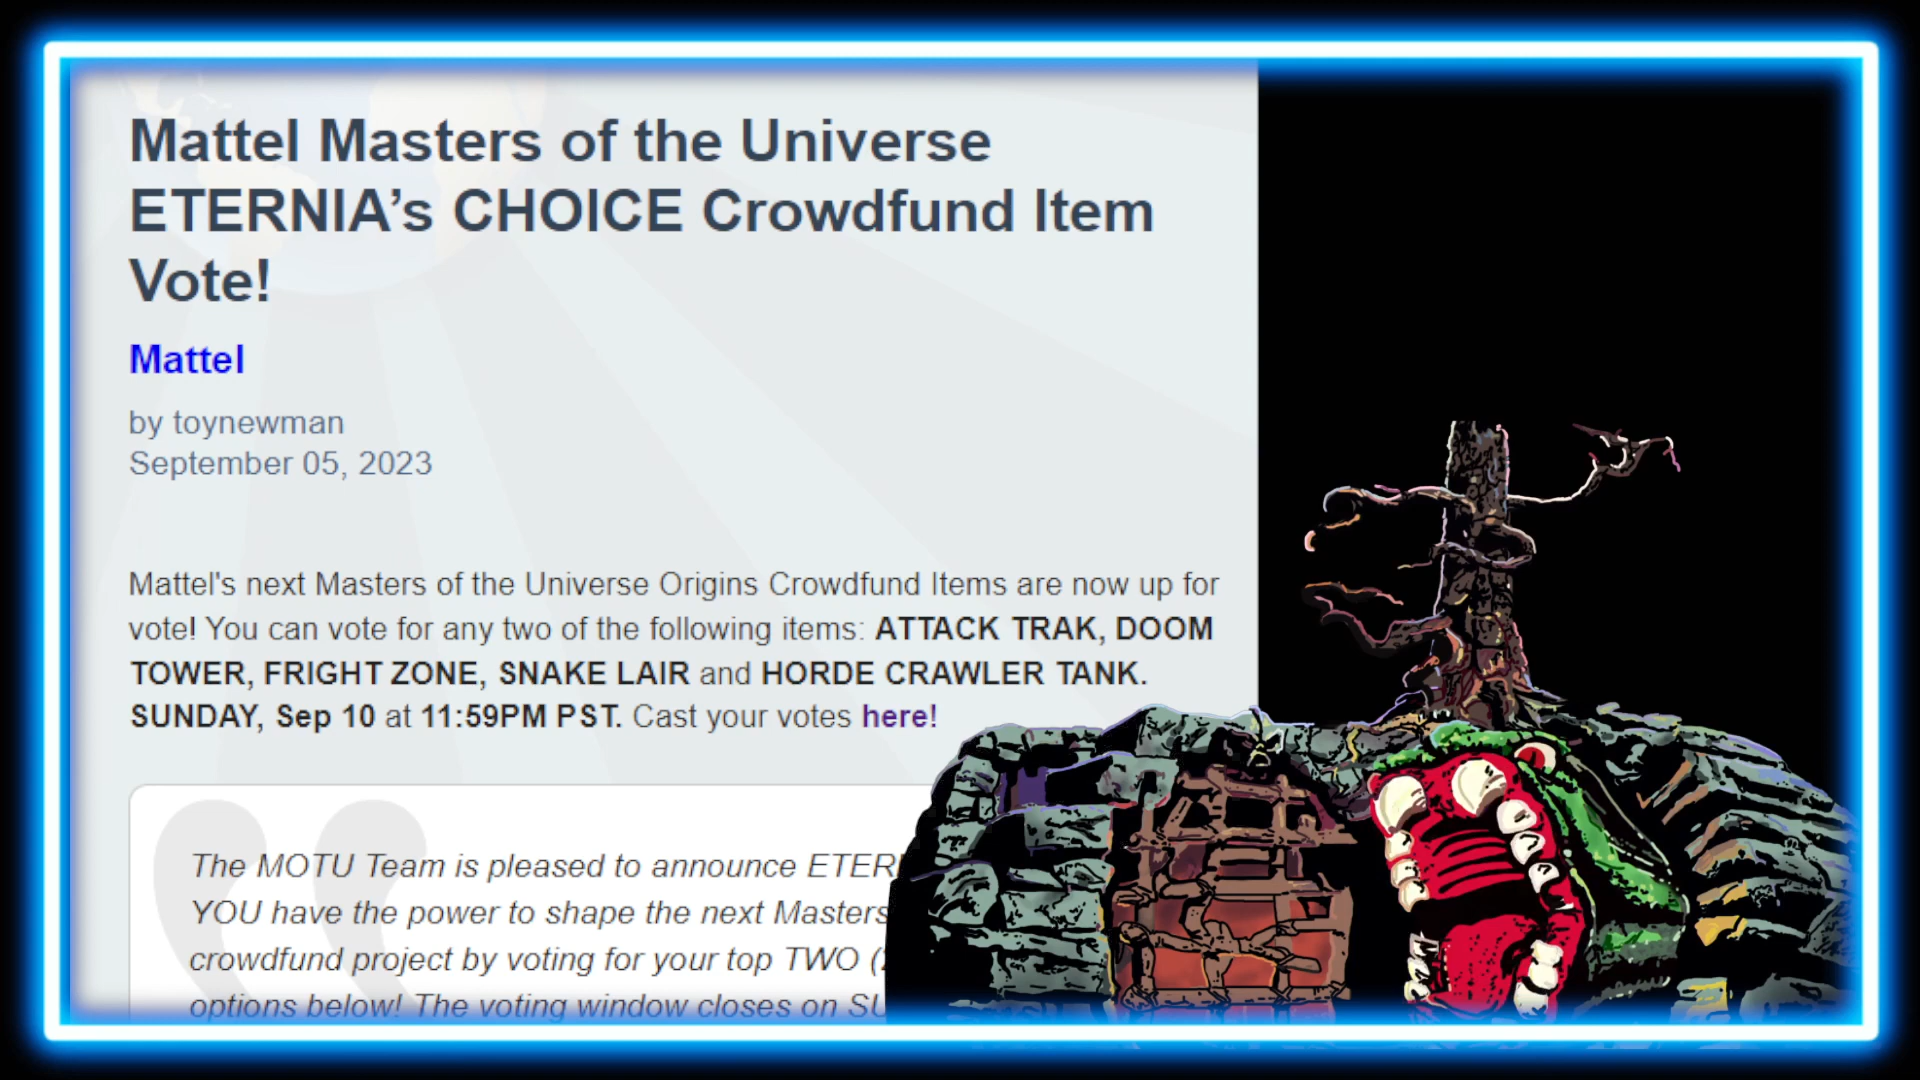 Mattel Masters of the Universe
ETERNIA’s CHOICE Crowdfund Item
Vote!
Mattel
by toynewman
September 05, 2023
Mattel's next Masters of the Universe Origins Crowdfund Items are now up for
vote! You can vote for any two of the following items: ATTACK TRAK, DOOM
TOWER, FRIGHT ZONE, SNAKE LAIR and HORDE CRAWLER TANK.
SUNDAY, Sep 10 at 11:59PM PST. Cast your votes here!
The MOTU Team is pleased to announce
YOU have the power to shape the next Masters
crowdfund project by voting for your top TWO
options below! The voting window closes on